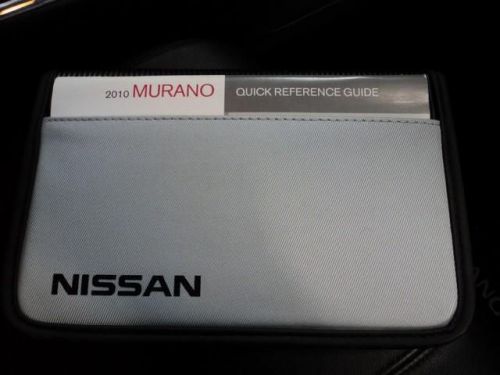 2010 MURANO QUICK REFERENCE GUIDE
NISSAN